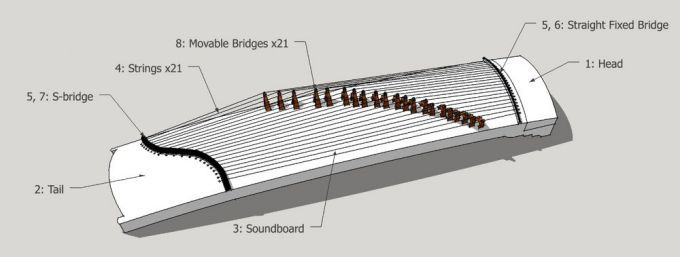 5, 6: Straight Fixed Bridge
8: Movable Bridges x21
1: Head
4: Strings x21
5, 7: S-bridge
2: Tail
3: Soundboard